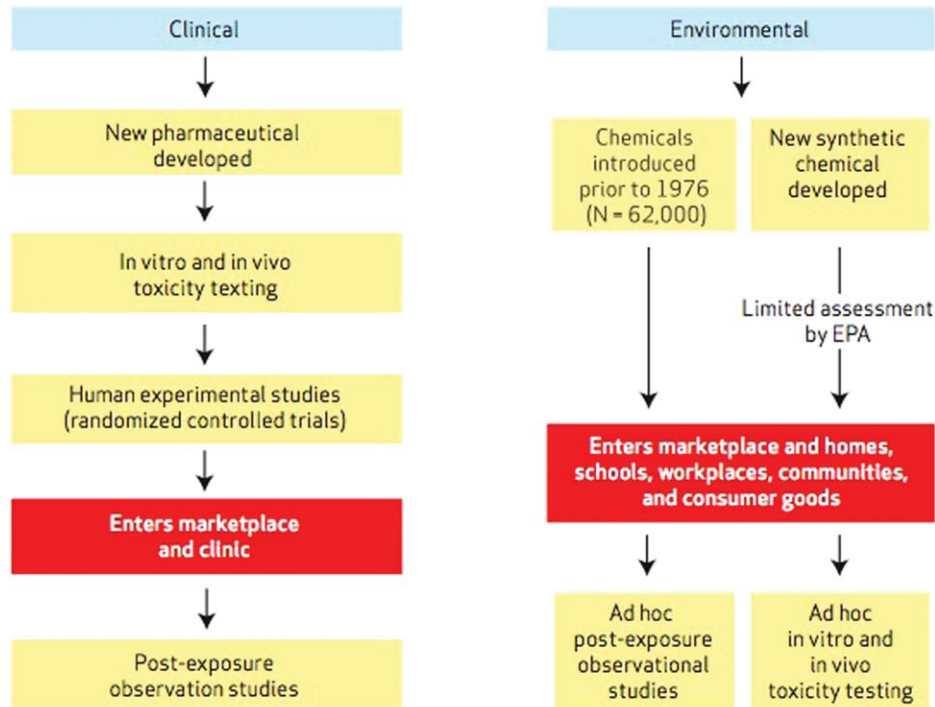 Clinical
New pharmaceutical
developed
In vitro and in vivo
toxicity texting
Human experimental studies
(randomized controlled trials)
Enters marketplace
and clinic
Post-exposure
observation studies
Environmental
Chemicals
introduced
prior to 1976
(N = 62,000)
New synthetic
chemical
developed
Limited assessment
by EPA
Enters marketplace and homes,
schools, workplaces, communities,
and consumer goods
Ad hoc
post-exposure
observational
studies
Ad hoc
in vitro and
in vivo
toxicity testing